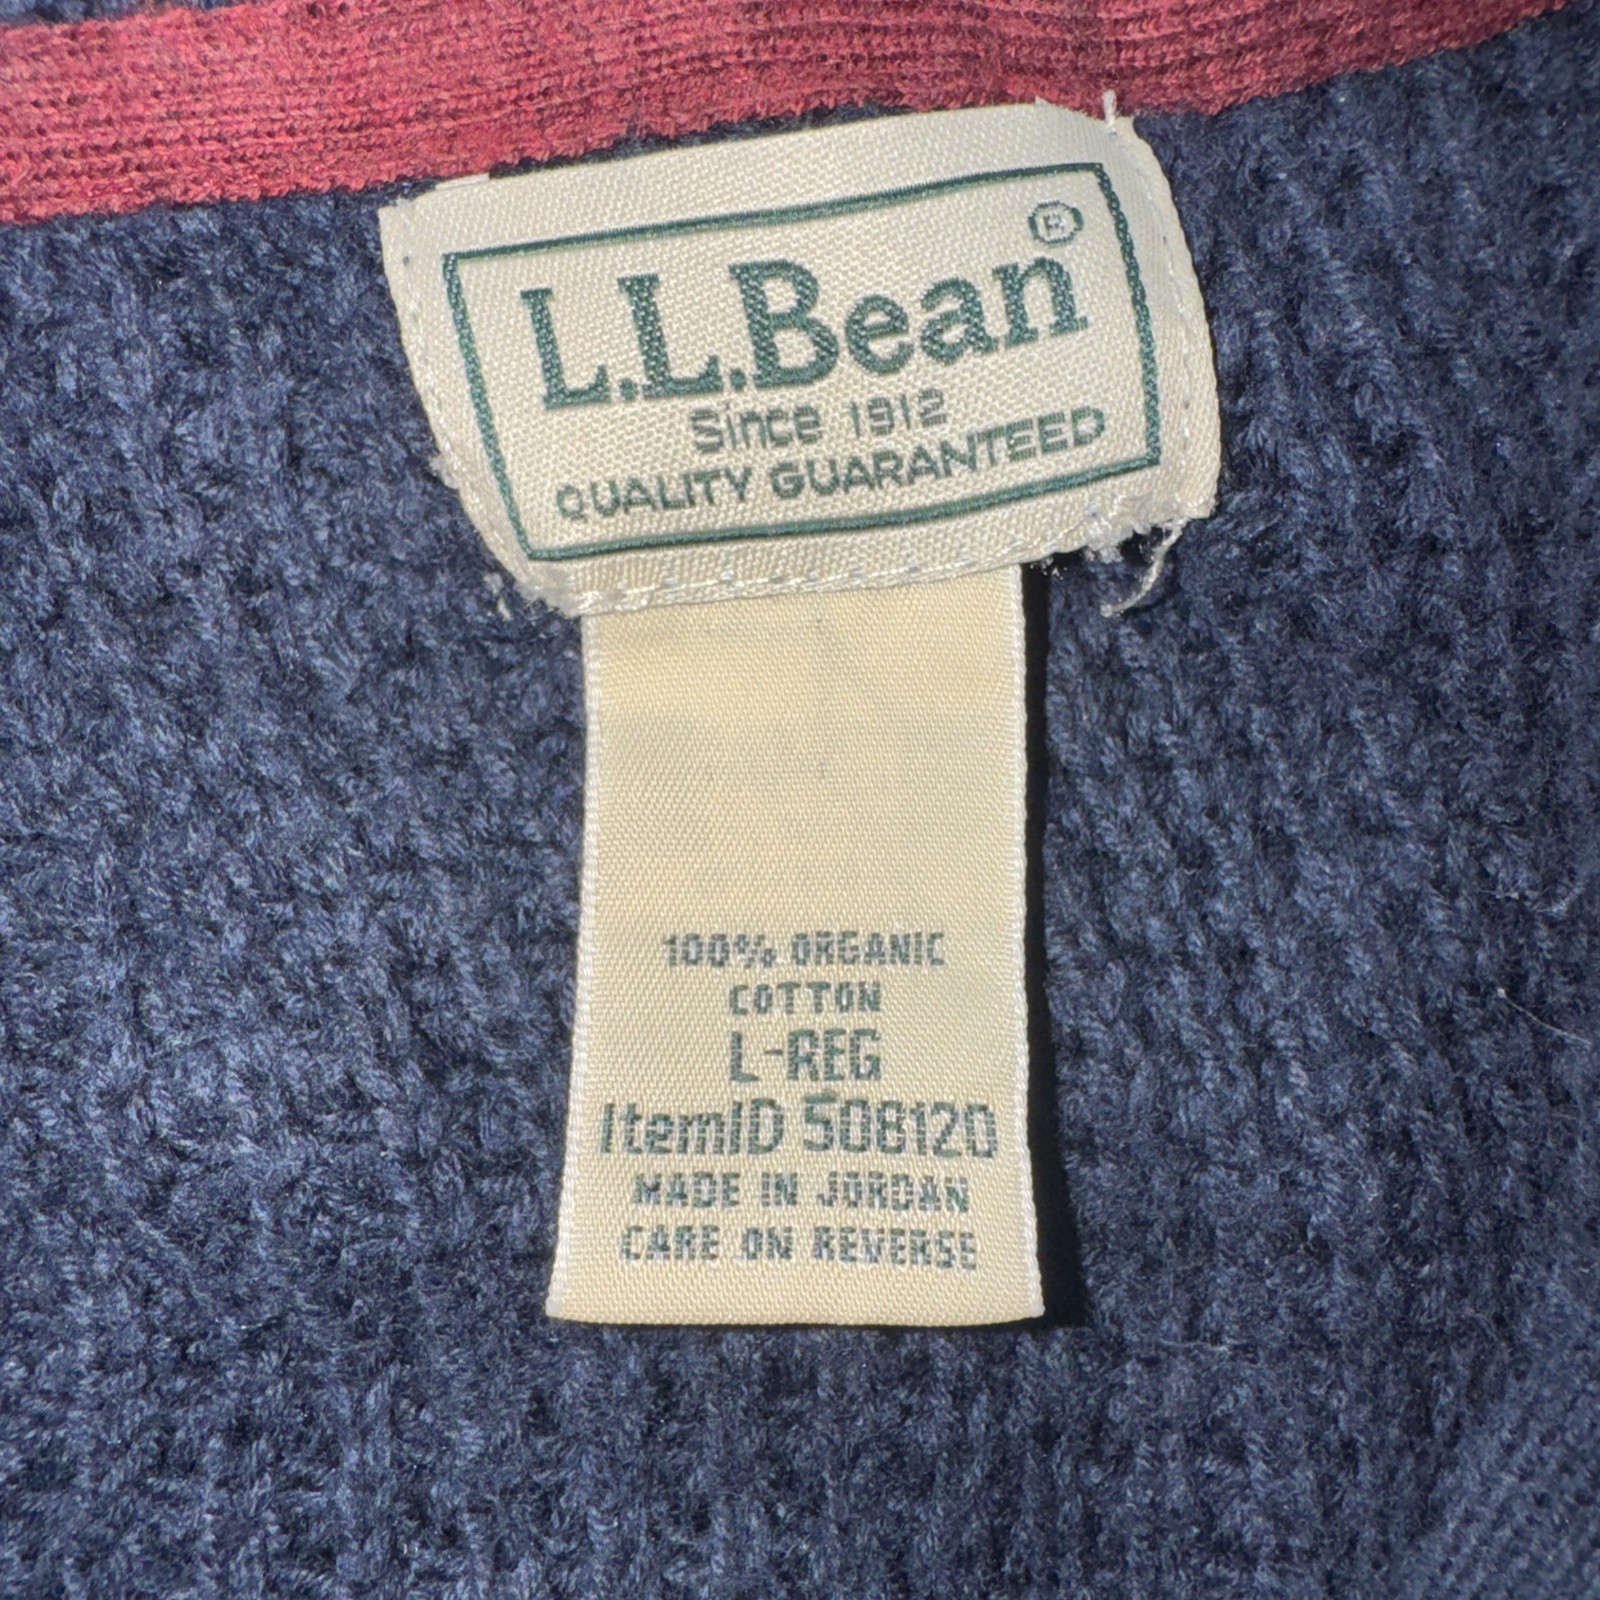 L.L.Bean®
Since 1912
QUALITY GUARANTEED
100% ORGANIC
COTTON
L-REG
ItemID 508120
MADE IN JORDAN
CARE ON REVERSE